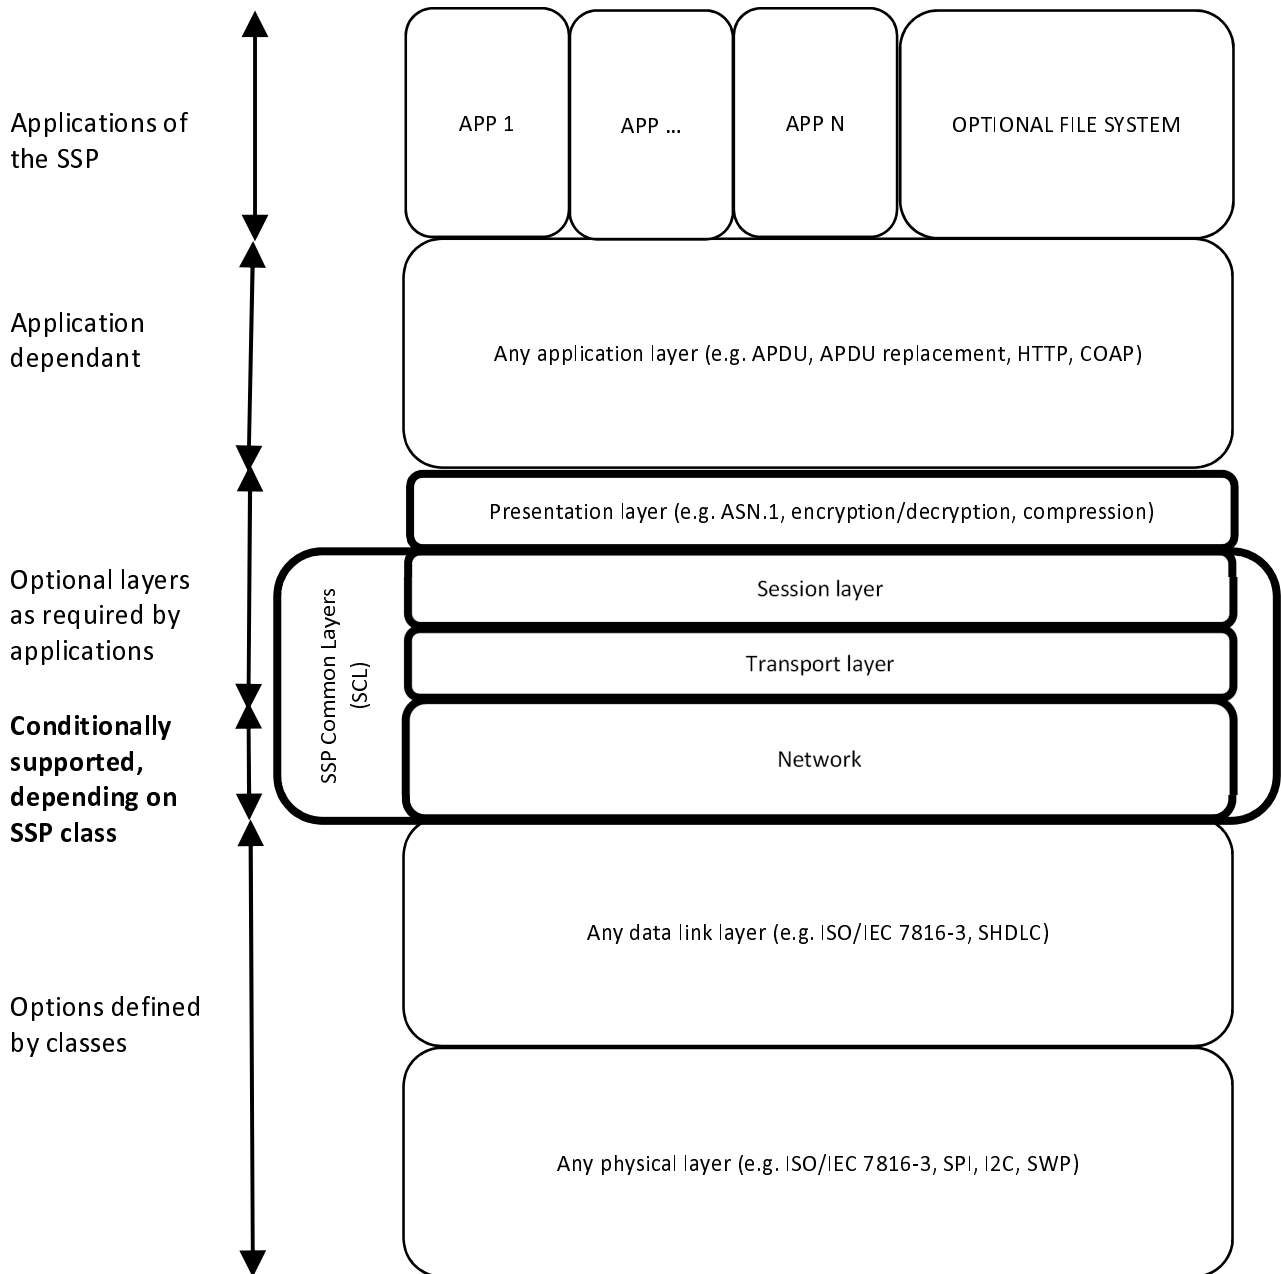 Applications of
the SSP
APP 1
APP ...
APP N
OPTIONAL FILE SYSTEM
Application
dependant
Any application layer (e.g. APDU, APDU replacement, HTTP, COAP)
Presentation layer (e.g. ASN.1, encryption/decryption, compression)
Optional layers
as required by
applications
SSP Common Layers
(SCL)
Session layer
Transport layer
Conditionally
supported,
depending on
SSP class
Network
Any data link layer (e.g. ISO/IEC 7816-3, SHDLC)
Options defined
by classes
Any physical layer (e.g. ISO/IEC 7816-3, SPI, I2C, SWP)